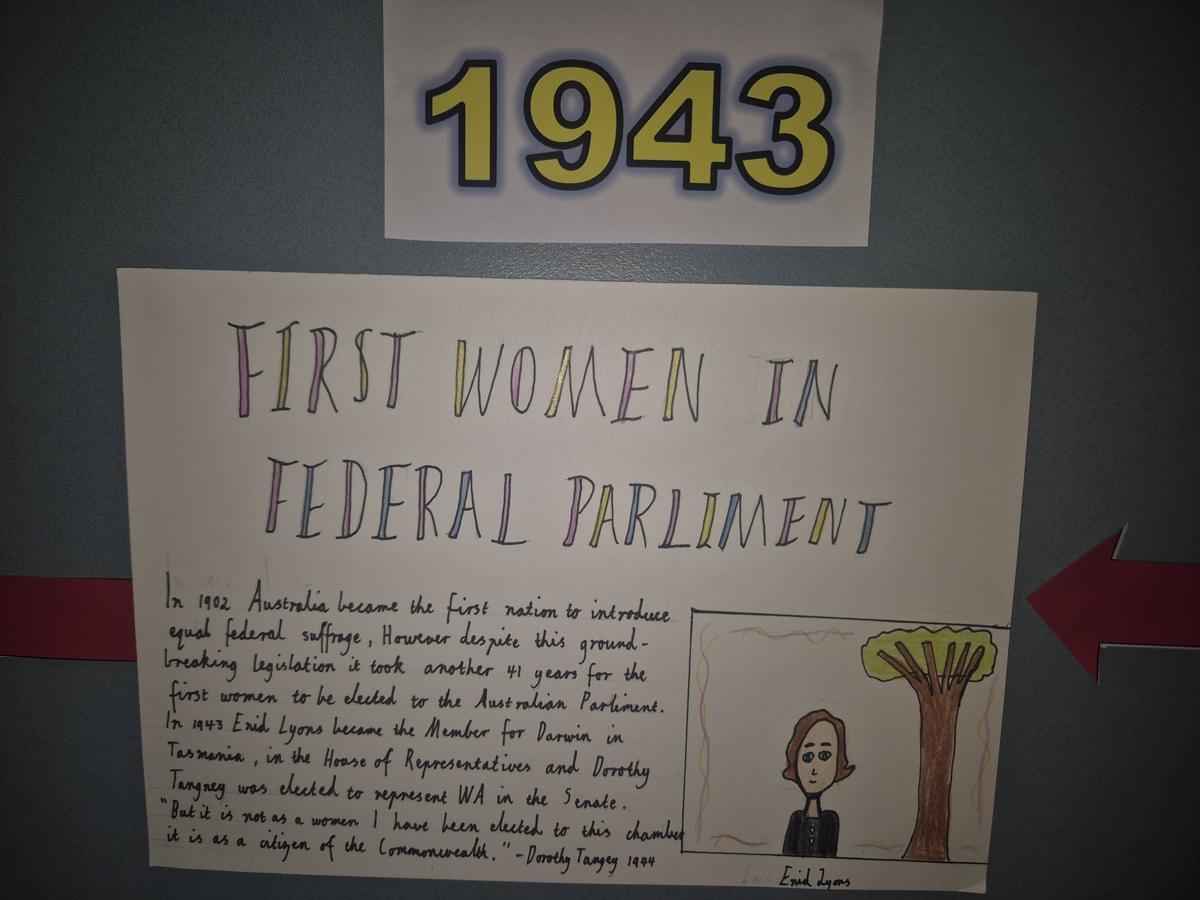 1943
FIRST WOMEN IN
FEDERAL PARLIMENT
In 1902 Australia became the first nation to introduce
equal federal suffrage, However despite this ground-
breaking legislation it took another 41 years for the
first women to be elected to the Australian Parliment.
In 1943 Enid Lyons became the Member for Darwin in
Tasmania, in the House of Representatives and Dorothy
Tangney was elected to represent WA in the Senate.
"But it is not as a women I have been elected to this chamber
it is as a citizen of the Commonwealth." - Dorothy Tangey 1944
Enid Lyons